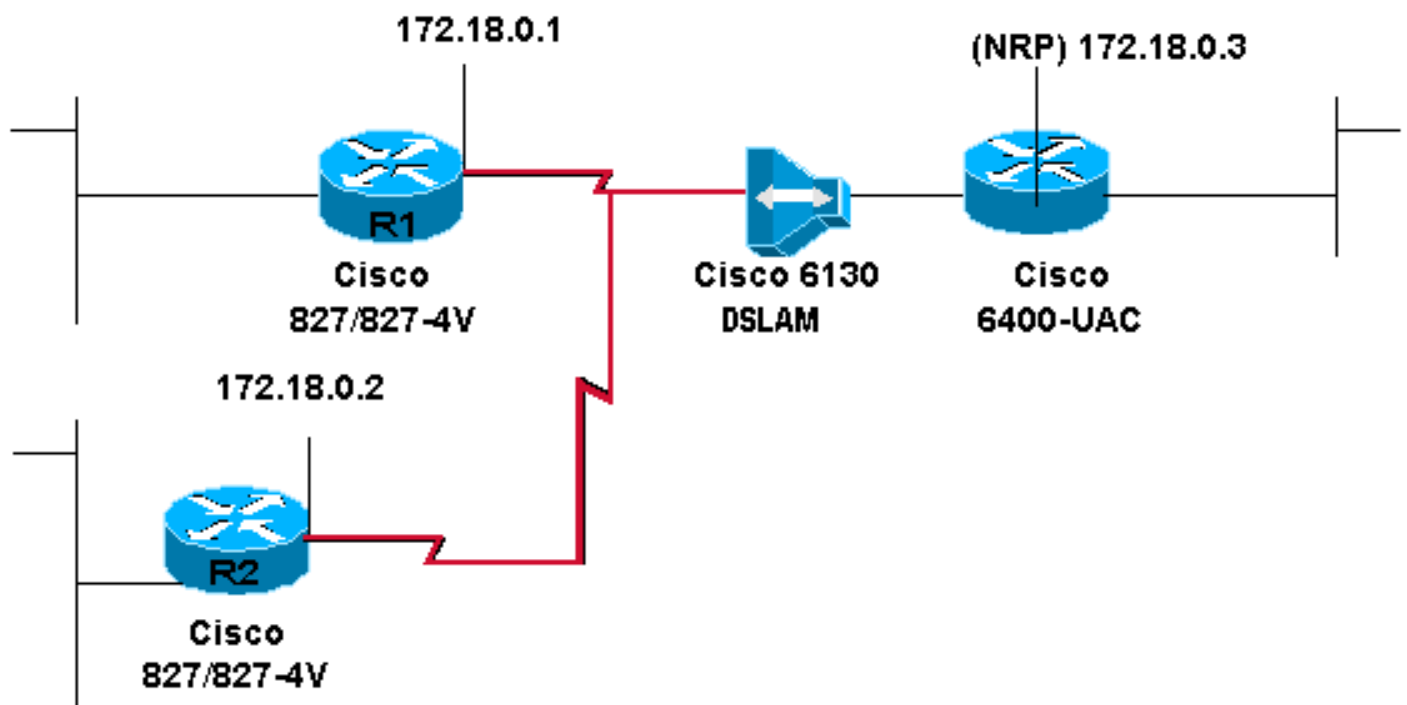 172.18.0.1
(NRP) 172.18.0.3
R1
Cisco
827/827-4V
Cisco 6130
DSLAM
Cisco
6400-UAC
172.18.0.2
R2
Cisco
827/827-4V